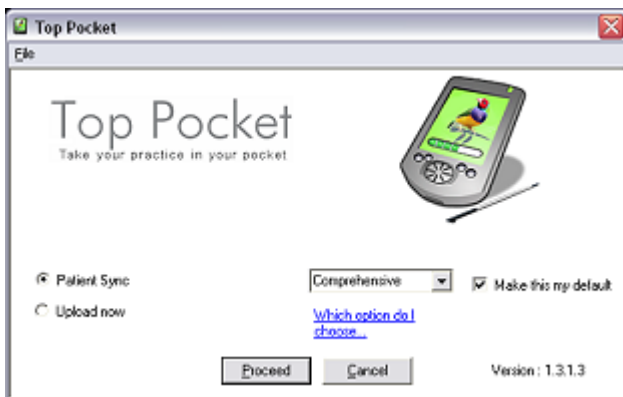 Top Pocket
File
Top Pocket
Take your practice in your pocket
Patient Sync
Comprehensive
Make this my default
Upload now
Which option do I
choose...
Proceed
Cancel
Version : 1.3.1.3